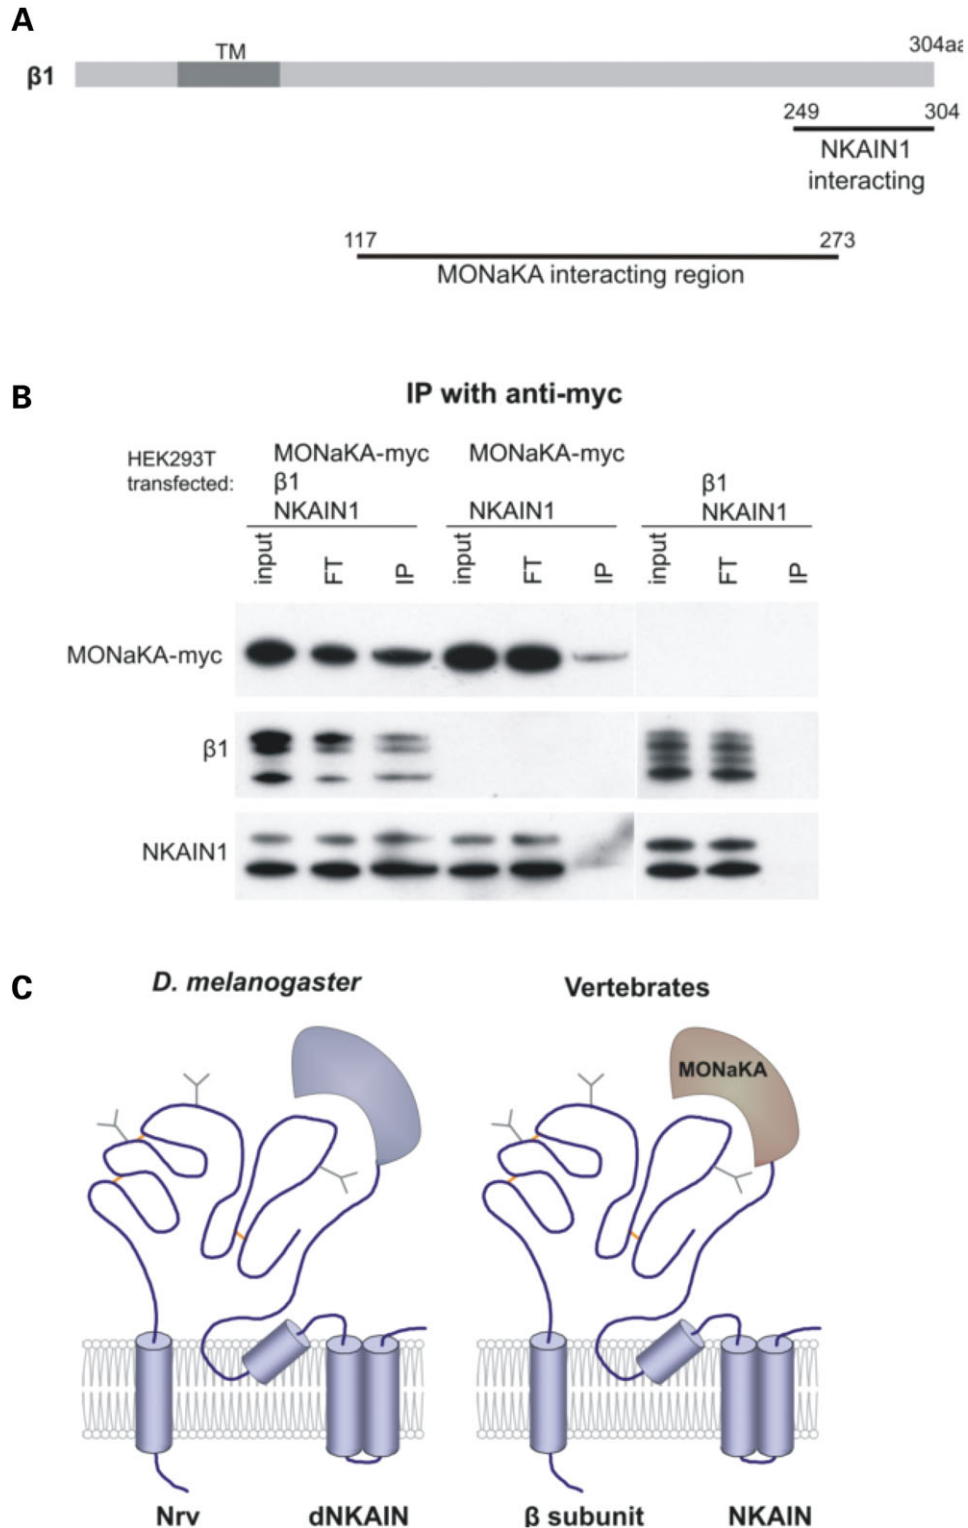 A
TM
304aa
β1
249 304
NKAIN1
interacting
117 273
MONaKA interacting region
B
IP with anti-myc
HEK293T
transfected:
MONaKA-myc
β1
NKAIN1
MONaKA-myc
NKAIN1
β1
NKAIN1
input FT IP input FT IP input FT IP
MONaKA-myc
β1
NKAIN1
C
D. melanogaster Vertebrates
MONaKA
Nrv dNKAIN β subunit NKAIN